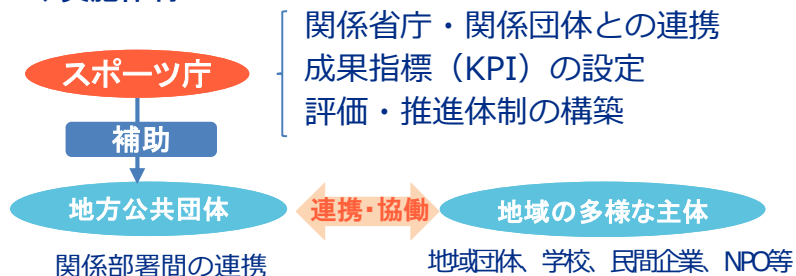 関係省庁・関係団体との連携
スポーツ庁
成果指標（KPI）の設定
評価・推進体制の構築
補助
地方公共団体
連携・協働
地域の多様な主体
関係部署間の連携
地域団体、学校、民間企業、NPO等